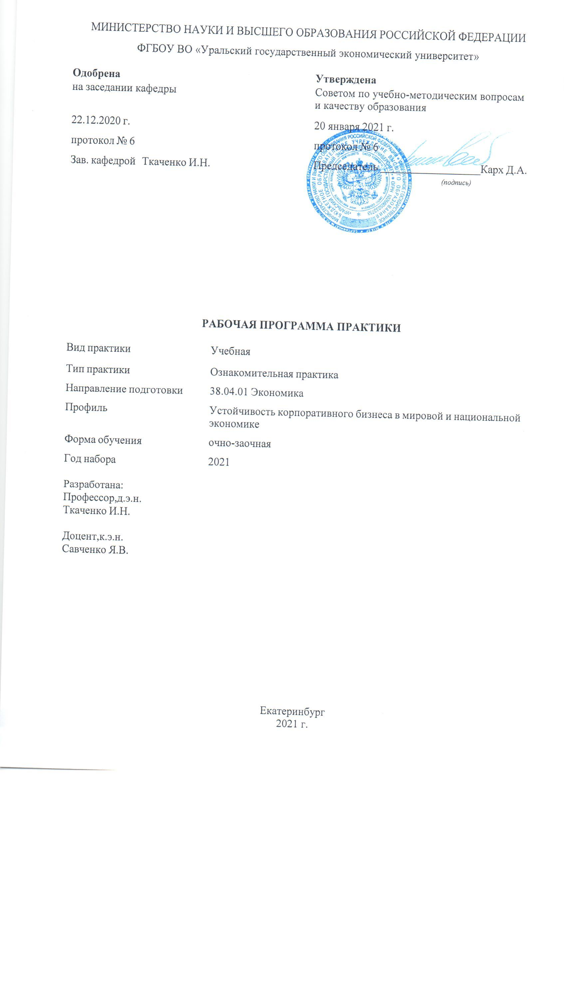 МИНИСТЕРСТВО НАУКИ И ВЫСШЕГО ОБРАЗОВАНИЯ РОССИЙСКОЙ ФЕДЕРАЦИИ
ФГБОУ ВО «Уральский государственный экономический университет»
Одобрена
на заседании кафедры
22.12.2020 г.
протокол № 6
Зав. кафедрой Ткаченко И.Н.
Утверждена
Советом по учебно-методическим вопросам
и качеству образования
20 января 2021 г.
протокол № 6
Председатель Карх Д.А.
(подпись)
РАБОЧАЯ ПРОГРАММА ПРАКТИКИ
Вид практики Учебная
Тип практики Ознакомительная практика
Направление подготовки 38.04.01 Экономика
Профиль Устойчивость корпоративного бизнеса в мировой и национальной
экономике
Форма обучения очно-заочная
Год набора 2021
Разработана:
Профессор,д.э.н.
Ткаченко И.Н.
Доцент,к.э.н.
Савченко Я.В.
Екатеринбург
2021 г.